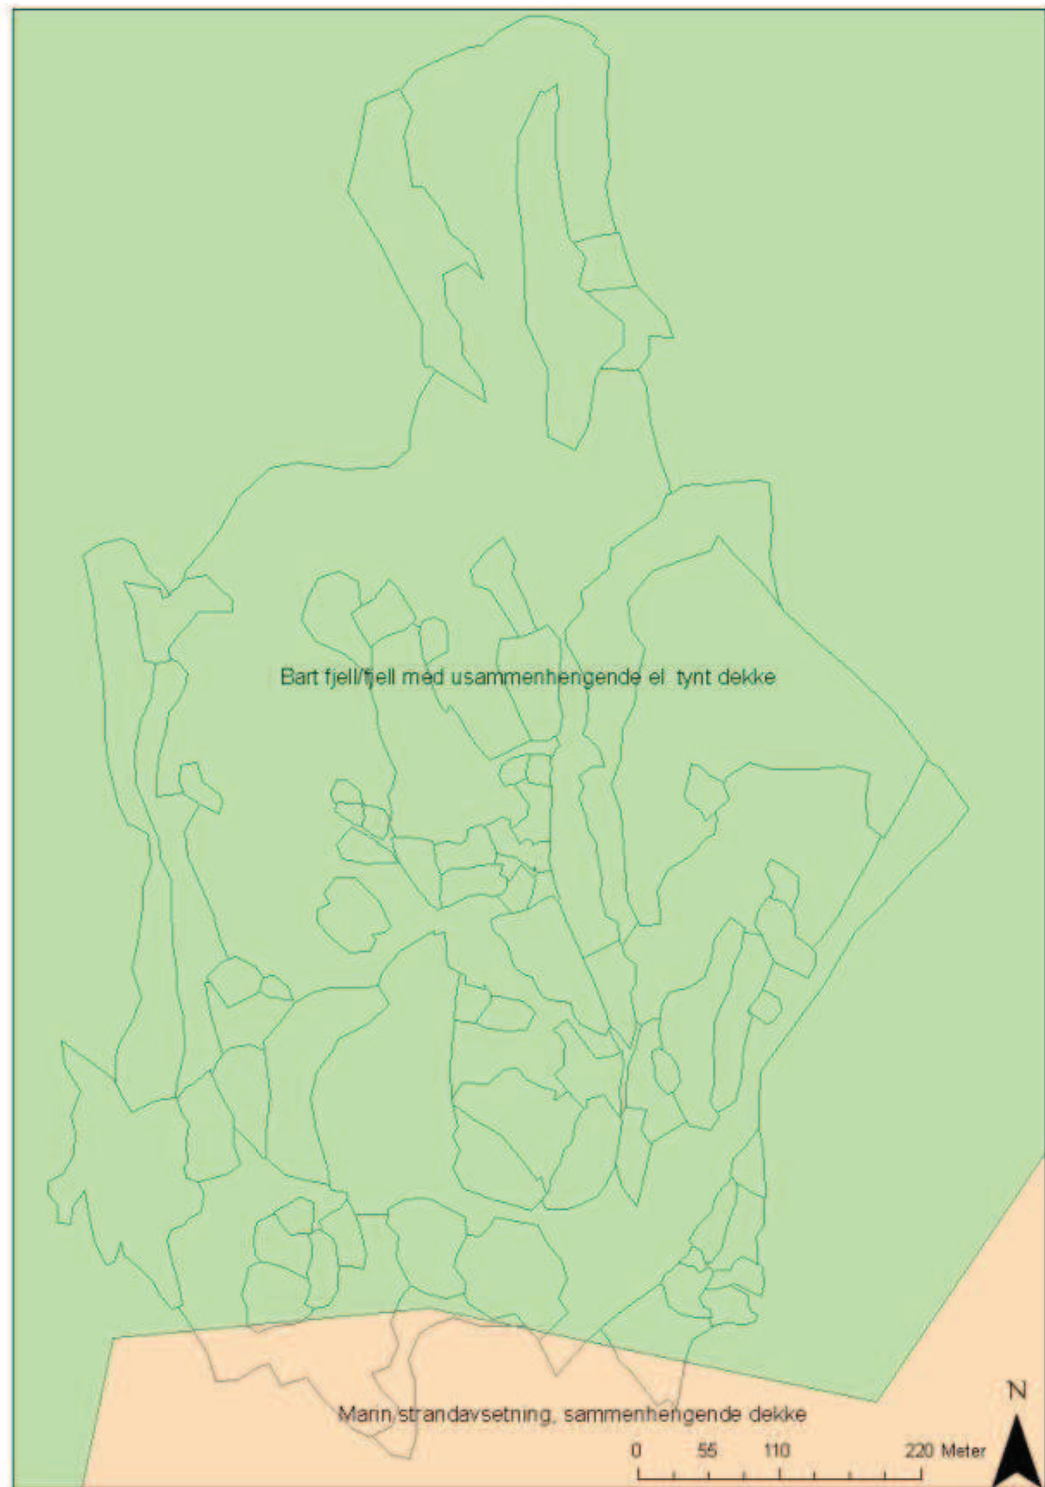 Bart fjell/fjell med usammenhengende el tynt dekke
Marin strandavsetning, sammenhengende dekke
N
0 55 110 220 Meter